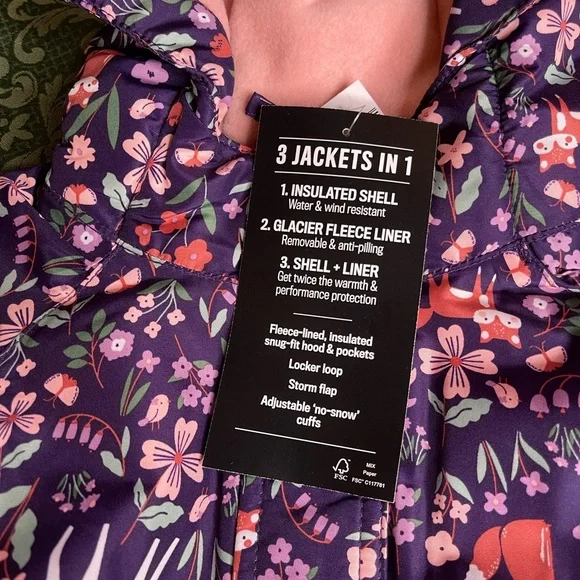 3 JACKETS IN 1
1. INSULATED SHELL
Water & wind resistant
2. GLACIER FLEECE LINER
Removable & anti-pilling
3. SHELL + LINER
Get twice the warmth &
performance protection
Fleece-lined, insulated
snug-fit hood & pockets
Locker loop
Storm flap
Adjustable 'no-snow'
cuffs
FSC
MIX
Paper
FSC® C117781